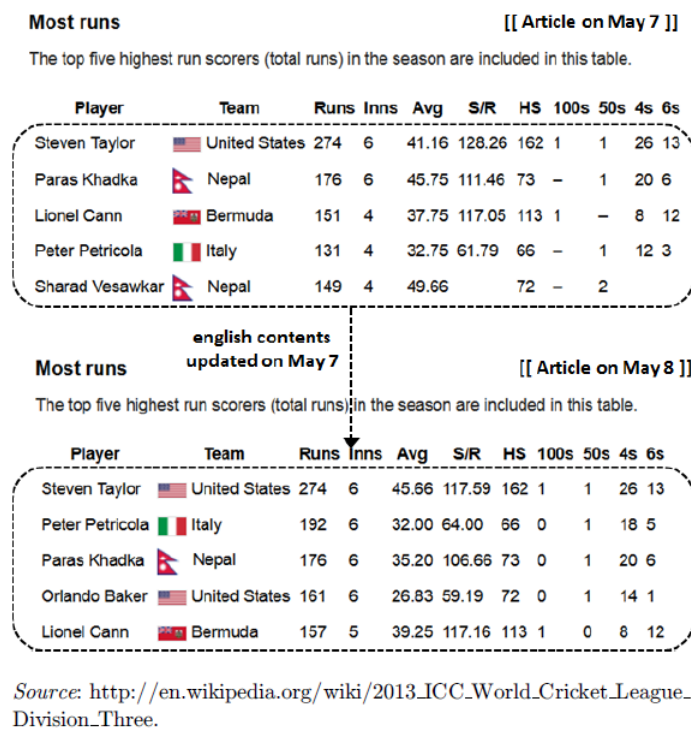 Most runs [[ Article on May 7 ]]
The top five highest run scorers (total runs) in the season are included in this table.
Player Team Runs Inns Avg S/R HS 100s 50s 4s 6s
Steven Taylor United States 274 6 41.16 128.26 162 1 1 26 13
Paras Khadka Nepal 176 6 45.75 111.46 73 – 1 20 6
Lionel Cann Bermuda 151 4 37.75 117.05 113 1 – 8 12
Peter Petricola Italy 131 4 32.75 61.79 66 – 1 12 3
Sharad Vesawkar Nepal 149 4 49.66 72 – 2
english contents
updated on May 7
Most runs [[ Article on May 8 ]]
The top five highest run scorers (total runs) in the season are included in this table.
Player Team Runs Inns Avg S/R HS 100s 50s 4s 6s
Steven Taylor United States 274 6 45.66 117.59 162 1 1 26 13
Peter Petricola Italy 192 6 32.00 64.00 66 0 1 18 5
Paras Khadka Nepal 176 6 35.20 106.66 73 0 1 20 6
Orlando Baker United States 161 6 26.83 59.19 72 0 1 14 1
Lionel Cann Bermuda 157 5 39.25 117.16 113 1 0 8 12
Source: http://en.wikipedia.org/wiki/2013_ICC_World_Cricket_League_
Division_Three.